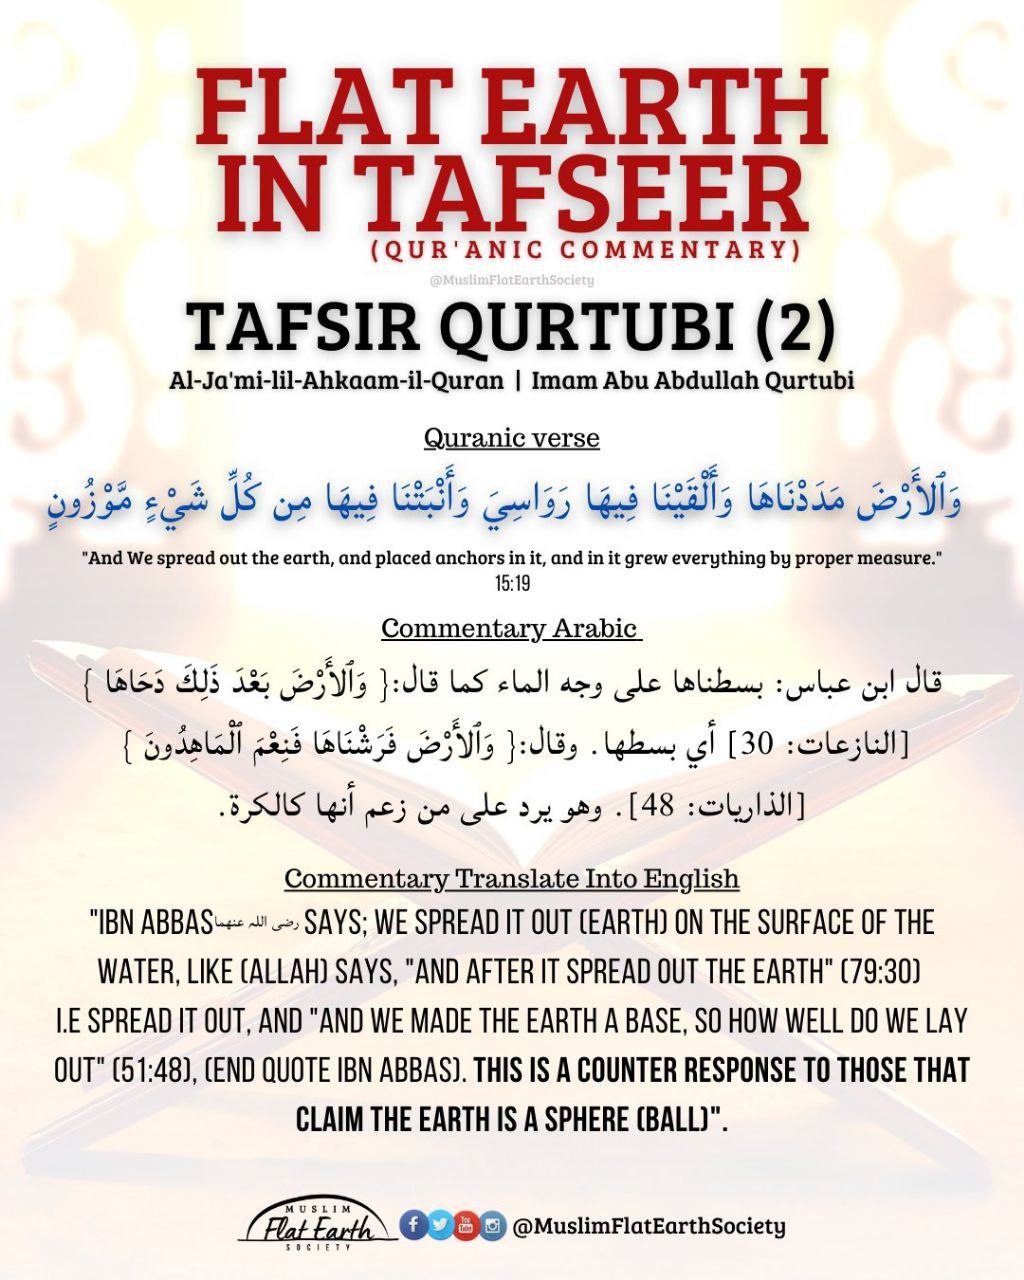 FLAT EARTH
IN TAFSEER
(QUR'ANIC COMMENTARY)
@MuslimFlatEarthSociety
TAFSIR QURTUBI (2)
Al-Ja'mi-lil-Ahkaam-il-Quran | Imam Abu Abdullah Qurtubi
Quranic verse
وَٱلأَرْضَ مَدَدْنَاهَا وَأَلْقَيْنَا فِيهَا رَوَاسِيَ وَأَنْبَتْنَا فِيهَا مِن كُلِّ شَيْءٍ مَّوْزُونٍ
"And We spread out the earth, and placed anchors in it, and in it grew everything by proper measure."
15:19
Commentary Arabic
قال ابن عباس: بسطناها على وجه الماء كما قال:{ وَٱلأَرْضَ بَعْدَ ذَلِكَ دَحَاهَا }
[النازعات: 30] أي بسطها. وقال:{ وَٱلأَرْضَ فَرَشْنَاهَا فَنِعْمَ ٱلْمَاهِدُونَ }
[الذاريات: 48]. وهو يرد على من زعم أنها كالكرة.
Commentary Translate Into English
"IBN ABBAS رضی اللہ عنهما SAYS; WE SPREAD IT OUT (EARTH) ON THE SURFACE OF THE
WATER, LIKE (ALLAH) SAYS, "AND AFTER IT SPREAD OUT THE EARTH" (79:30)
I.E SPREAD IT OUT, AND "AND WE MADE THE EARTH A BASE, SO HOW WELL DO WE LAY
OUT" (51:48), (END QUOTE IBN ABBAS). THIS IS A COUNTER RESPONSE TO THOSE THAT
CLAIM THE EARTH IS A SPHERE (BALL)".
MUSLIM
Flat Earth
SOCIETY
You Tube
@MuslimFlatEarthSociety